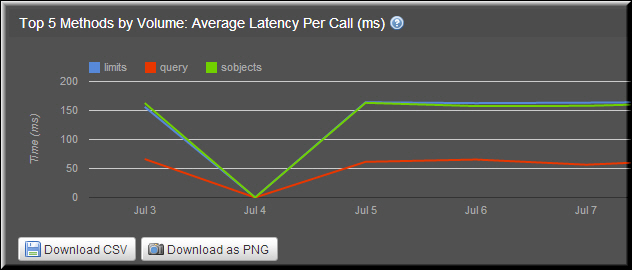 Top 5 Methods by Volume: Average Latency Per Call (ms) ?
limits query sobjects
200
150
100
50
0
Time (ms)
Jul 3 Jul 4 Jul 5 Jul 6 Jul 7
Download CSV Download as PNG